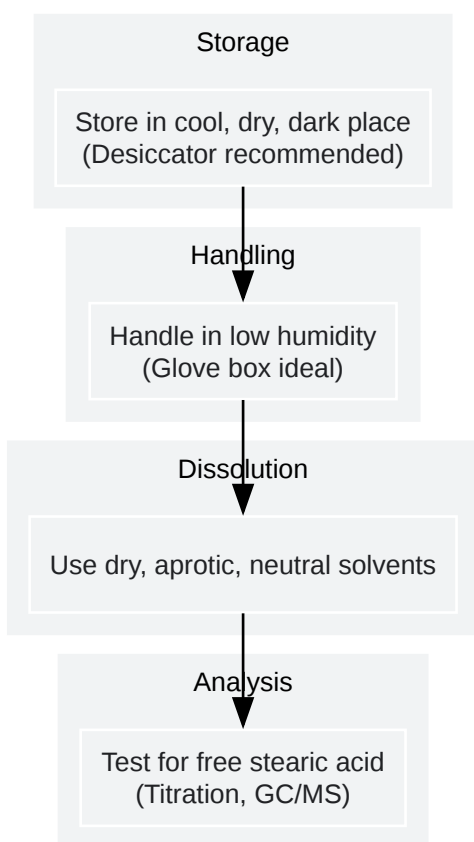 Storage
Store in cool, dry, dark place
(Desiccator recommended)
Handling
Handle in low humidity
(Glove box ideal)
Dissolution
Use dry, aprotic, neutral solvents
Analysis
Test for free stearic acid
(Titration, GC/MS)